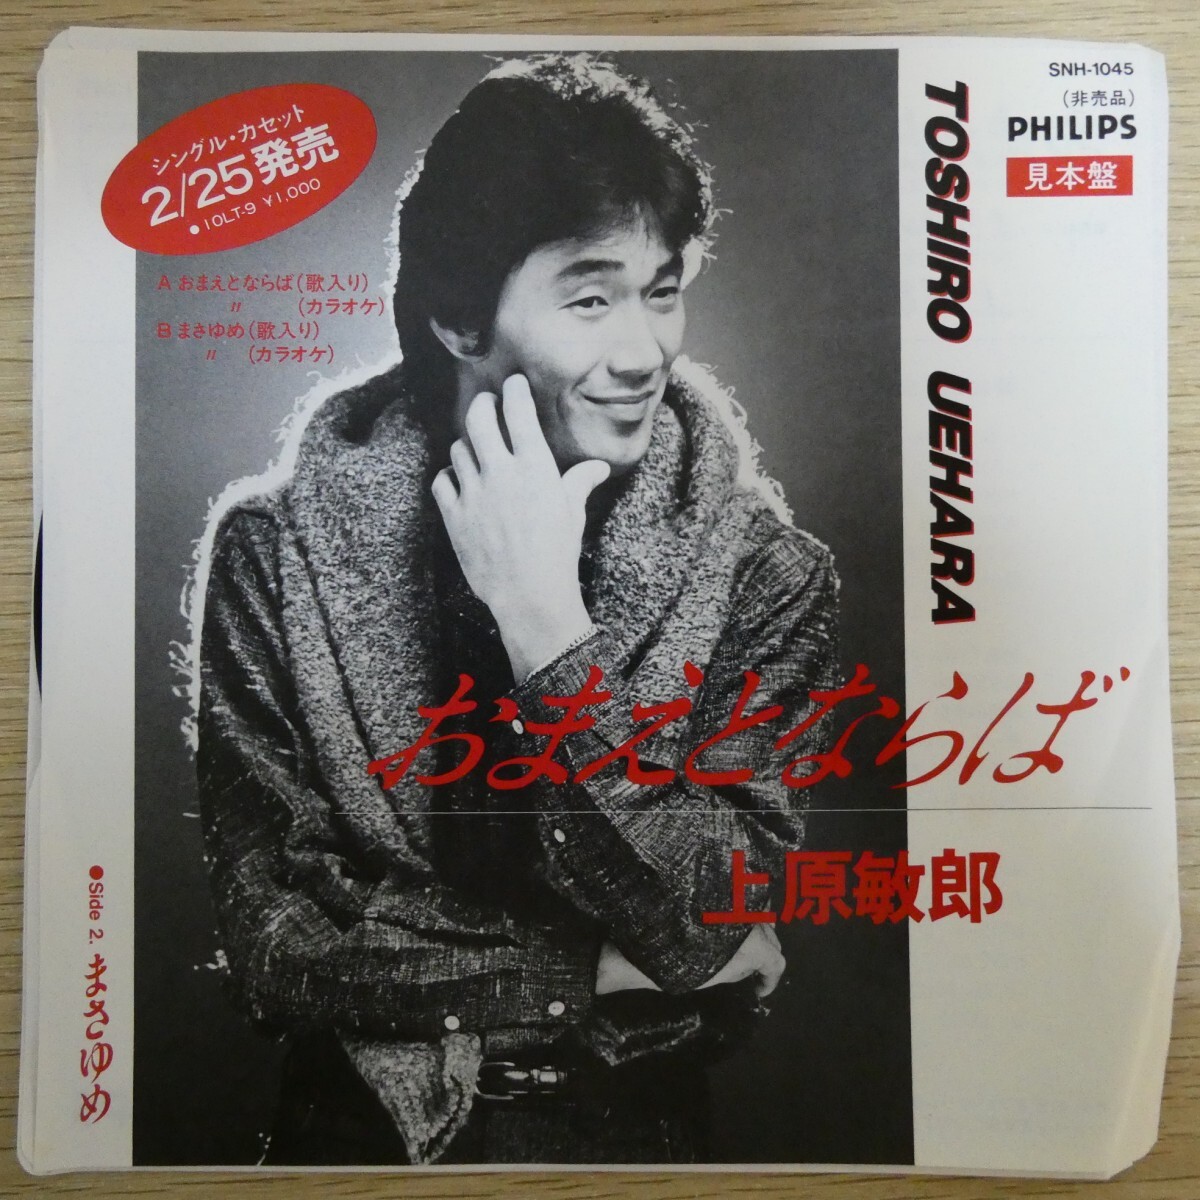 シングル・カセット
2/25発売
●10LT-9 ¥1,000
A おまえとならば(歌入り)
〃 (カラオケ)
B まさゆめ(歌入り)
〃 (カラオケ)
SNH-1045
(非売品)
PHILIPS
見本盤
TOSHIRO UEHARA
おまえとならば
上原敏郎
●Side 2. まさゆめ